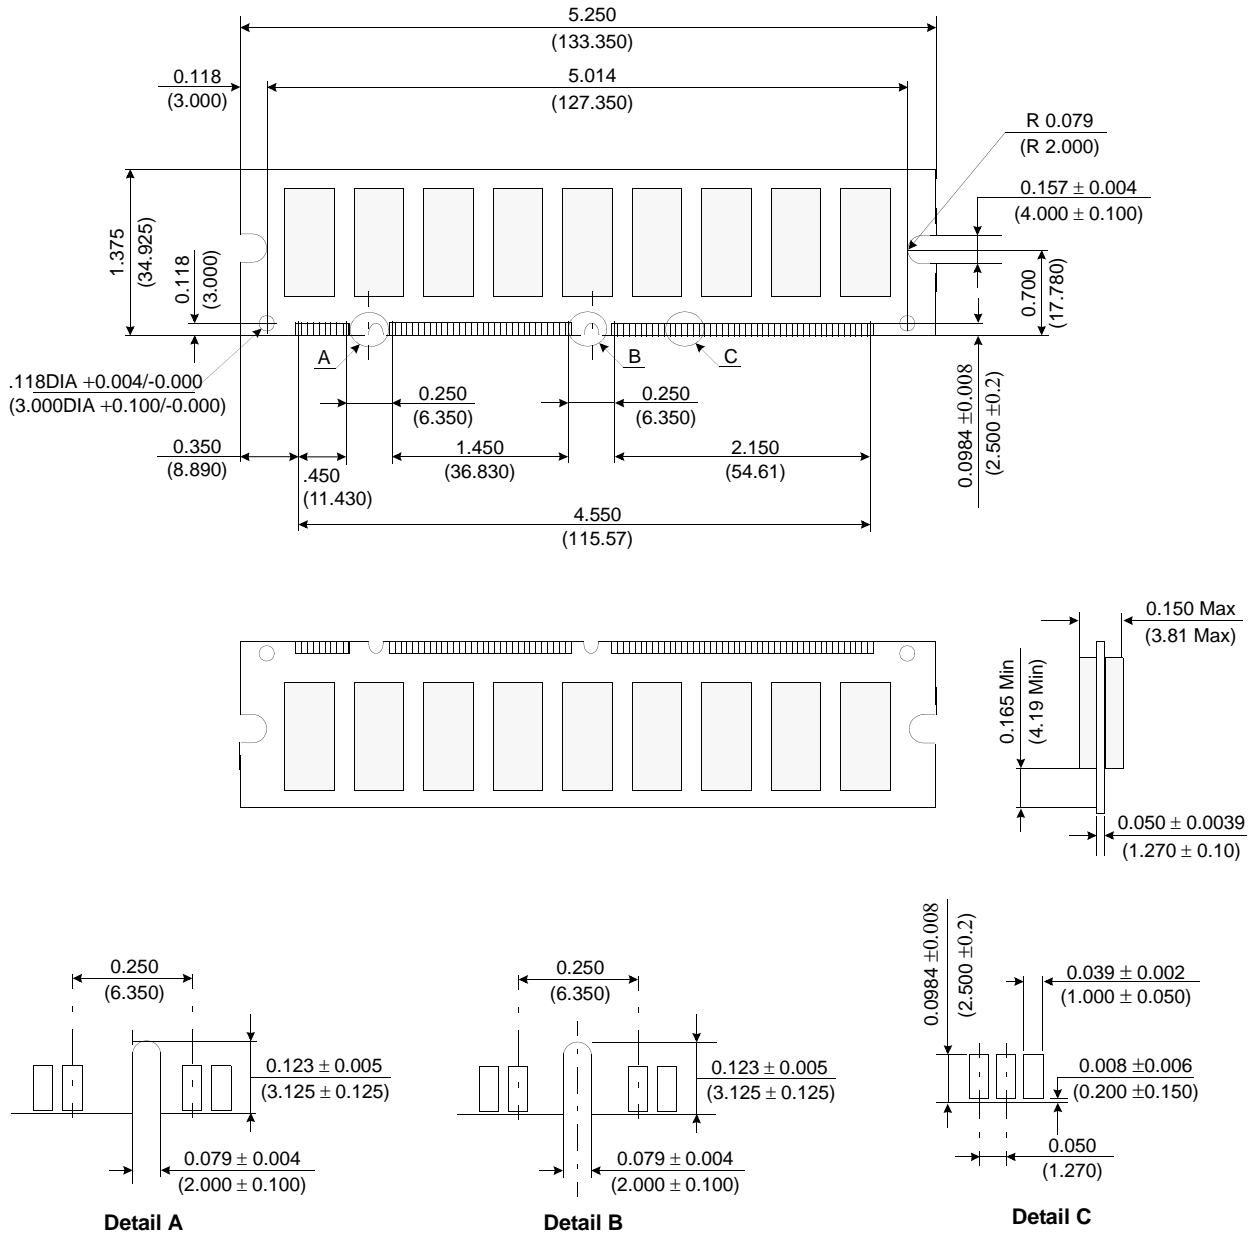 5.250
(133.350)
0.118
(3.000)
5.014
(127.350)
R 0.079
(R 2.000)
0.157 ± 0.004
(4.000 ± 0.100)
1.375
(34.925)
0.118
(3.000)
0.700
(17.780)
A
B
C
.118DIA +0.004/-0.000
(3.000DIA +0.100/-0.000)
0.250
(6.350)
0.250
(6.350)
0.0984 ±0.008
(2.500 ±0.2)
0.350
(8.890)
.450
(11.430)
1.450
(36.830)
2.150
(54.61)
4.550
(115.57)
0.150 Max
(3.81 Max)
0.165 Min
(4.19 Min)
0.050 ± 0.0039
(1.270 ± 0.10)
0.250
(6.350)
0.123 ± 0.005
(3.125 ± 0.125)
0.079 ± 0.004
(2.000 ± 0.100)
Detail A
0.250
(6.350)
0.123 ± 0.005
(3.125 ± 0.125)
0.079 ± 0.004
(2.000 ± 0.100)
Detail B
0.0984 ±0.008
(2.500 ±0.2)
0.039 ± 0.002
(1.000 ± 0.050)
0.008 ±0.006
(0.200 ±0.150)
0.050
(1.270)
Detail C